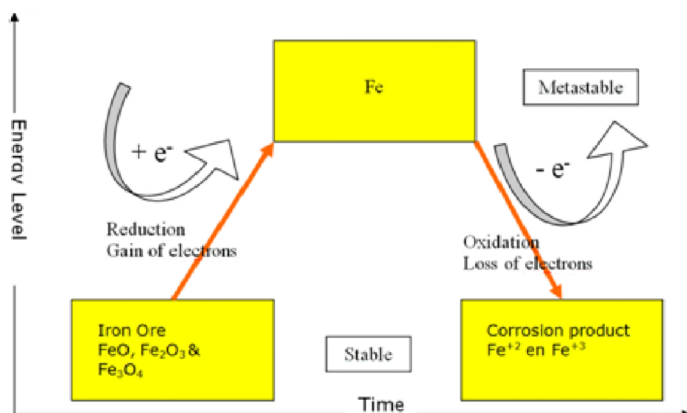 Fe
Metastable
Energy Level
+ e⁻
- e⁻
Reduction
Gain of electrons
Oxidation
Loss of electrons
Iron Ore
FeO, Fe₂O₃ &
Fe₃O₄
Stable
Corrosion product
Fe⁺² en Fe⁺³
Time